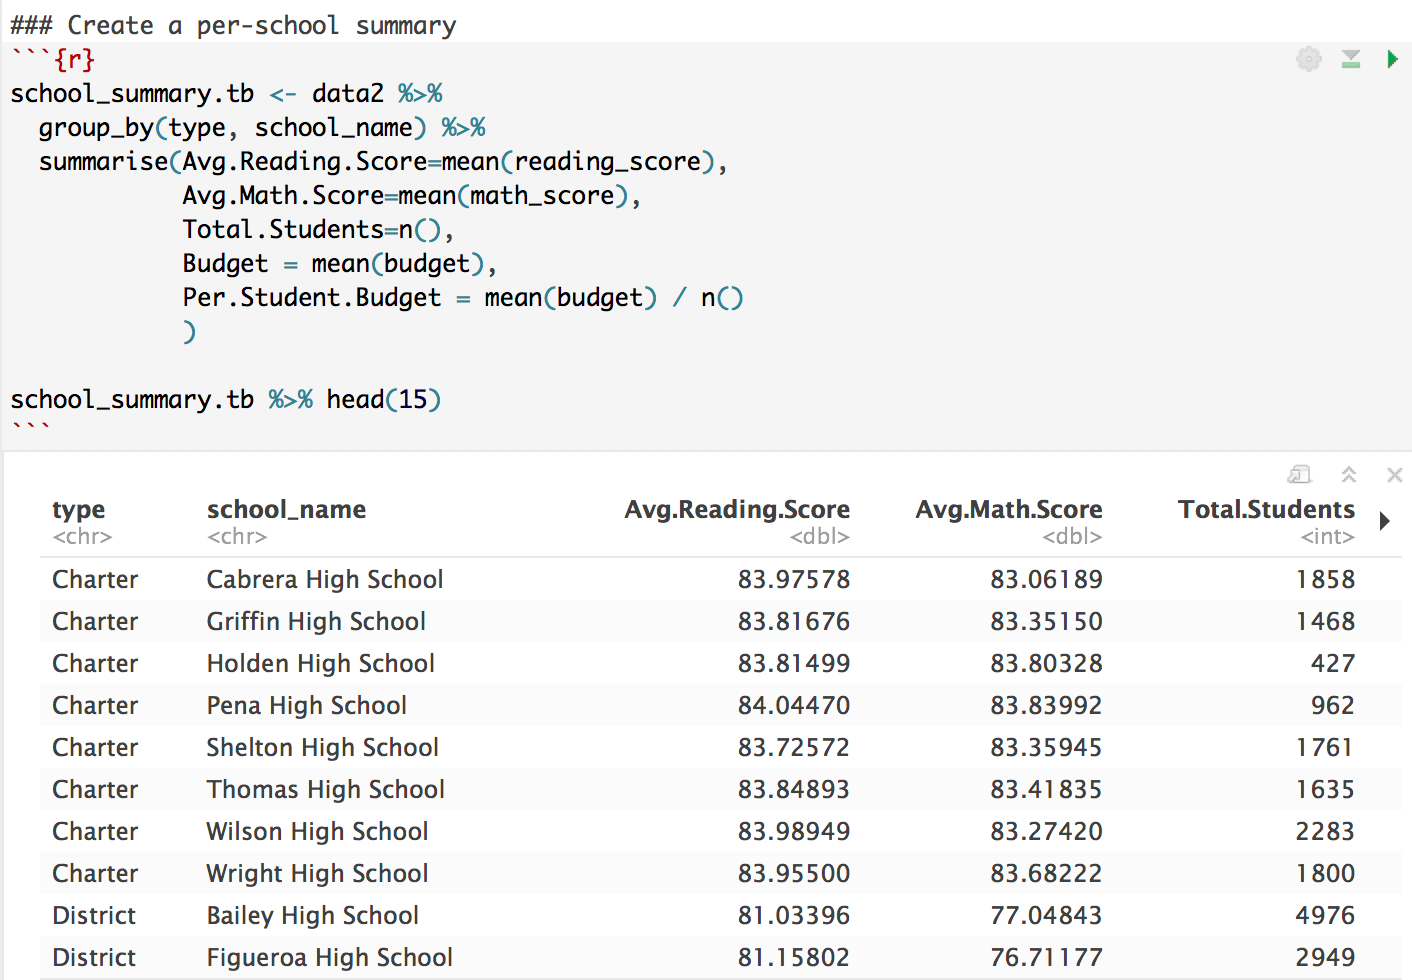 ### Create a per-school summary
```{r}
school_summary.tb <- data2 %>%
  group_by(type, school_name) %>%
  summarise(Avg.Reading.Score=mean(reading_score),
            Avg.Math.Score=mean(math_score),
            Total.Students=n(),
            Budget = mean(budget),
            Per.Student.Budget = mean(budget) / n()
            )
school_summary.tb %>% head(15)
```
type school_name Avg.Reading.Score Avg.Math.Score Total.Students
<chr> <chr> <dbl> <dbl> <int>
Charter Cabrera High School 83.97578 83.06189 1858
Charter Griffin High School 83.81676 83.35150 1468
Charter Holden High School 83.81499 83.80328 427
Charter Pena High School 84.04470 83.83992 962
Charter Shelton High School 83.72572 83.35945 1761
Charter Thomas High School 83.84893 83.41835 1635
Charter Wilson High School 83.98949 83.27420 2283
Charter Wright High School 83.95500 83.68222 1800
District Bailey High School 81.03396 77.04843 4976
District Figueroa High School 81.15802 76.71177 2949